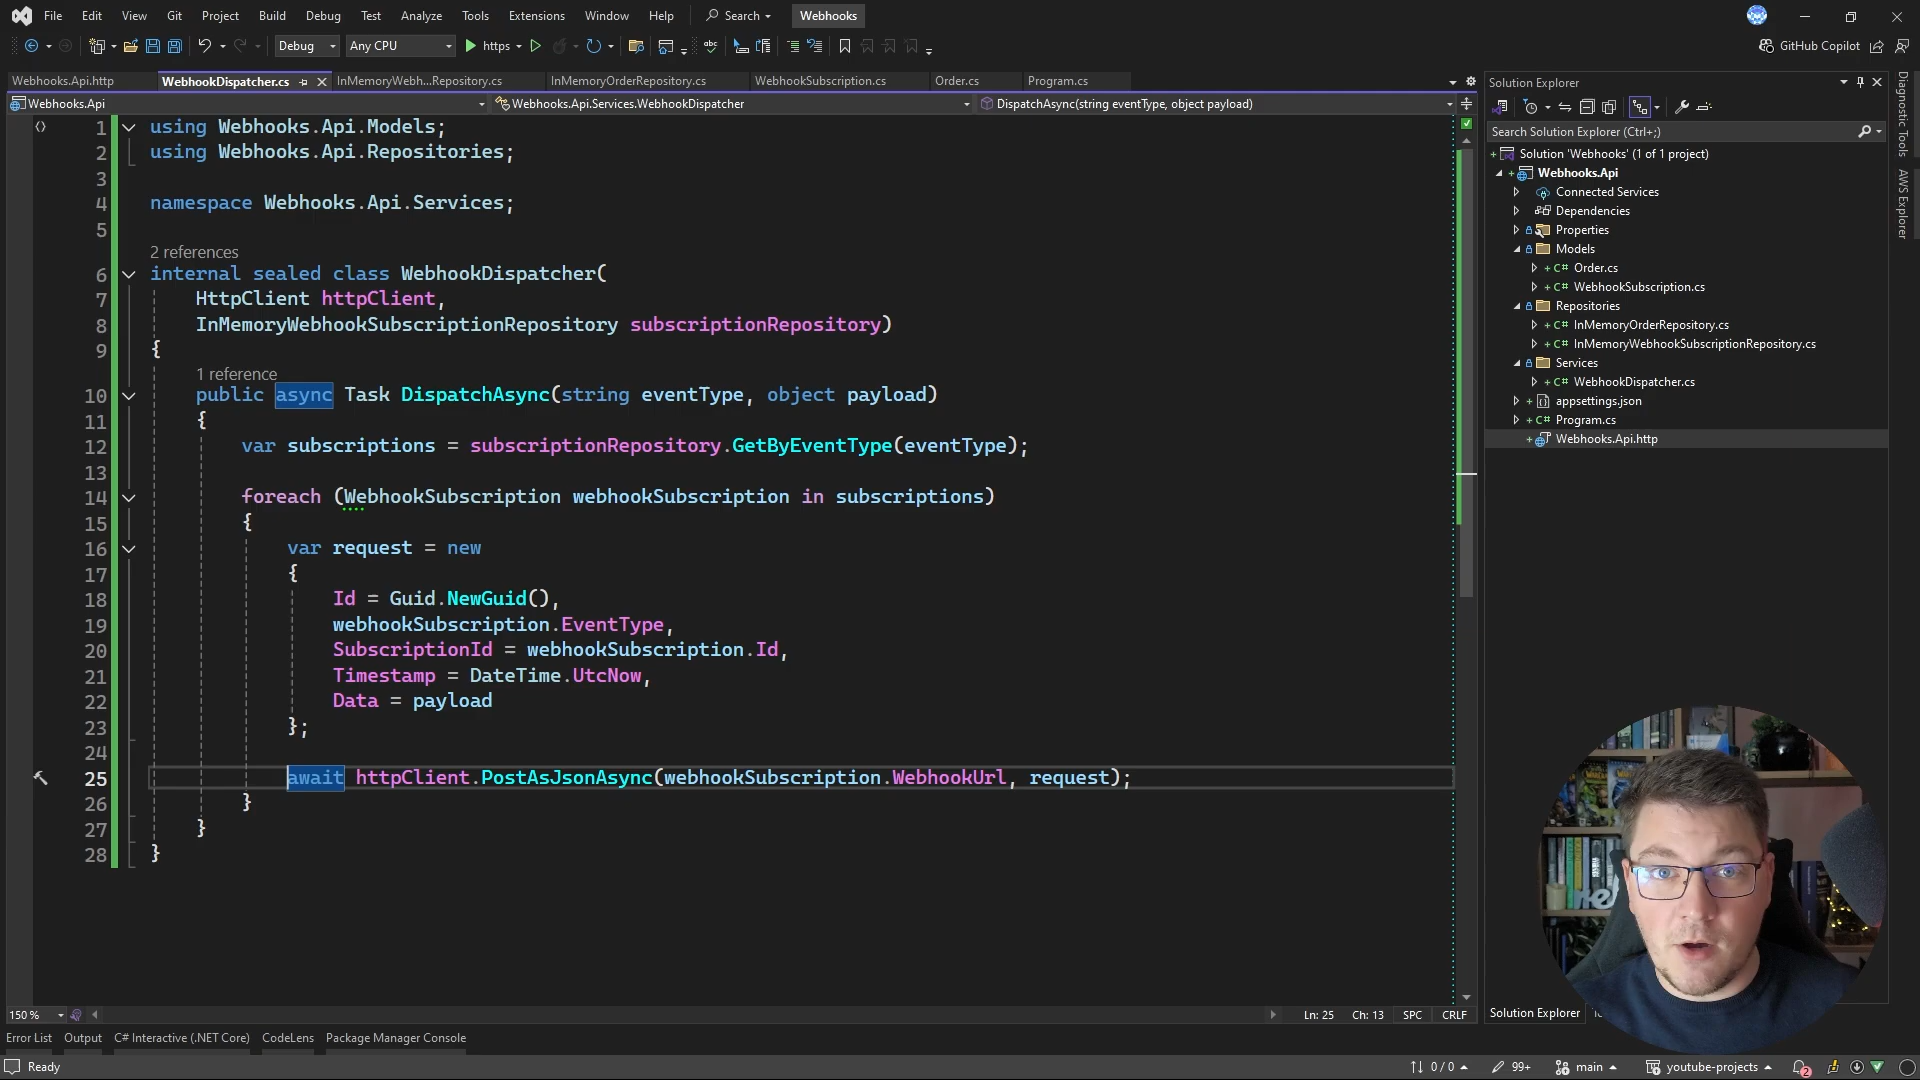 File Edit View Git Project Build Debug Test Analyze Tools Extensions Window Help Search Webhooks
Debug Any CPU https GitHub Copilot
Webhooks.Api.http WebhookDispatcher.cs InMemoryWebh...Repository.cs InMemoryOrderRepository.cs WebhookSubscription.cs Order.cs Program.cs
Webhooks.Api Webhooks.Api.Services.WebhookDispatcher DispatchAsync(string eventType, object payload)
1 using Webhooks.Api.Models;
2 using Webhooks.Api.Repositories;
3
4 namespace Webhooks.Api.Services;
5
2 references
6 internal sealed class WebhookDispatcher(
7 HttpClient httpClient,
8 InMemoryWebhookSubscriptionRepository subscriptionRepository)
9 {
1 reference
10 public async Task DispatchAsync(string eventType, object payload)
11 {
12 var subscriptions = subscriptionRepository.GetByEventType(eventType);
13
14 foreach (WebhookSubscription webhookSubscription in subscriptions)
15 {
16 var request = new
17 {
18 Id = Guid.NewGuid(),
19 webhookSubscription.EventType,
20 SubscriptionId = webhookSubscription.Id,
21 Timestamp = DateTime.UtcNow,
22 Data = payload
23 };
24
25 await httpClient.PostAsJsonAsync(webhookSubscription.WebhookUrl, request);
26 }
27 }
28 }
150 % Ln: 25 Ch: 13 SPC CRLF
Error List Output C# Interactive (.NET Core) CodeLens Package Manager Console
Ready 0 / 0 99+ main youtube-projects 2
Solution Explorer
Search Solution Explorer (Ctrl+;)
Solution 'Webhooks' (1 of 1 project)
Webhooks.Api
Connected Services
Dependencies
Properties
Models
C# Order.cs
C# WebhookSubscription.cs
Repositories
C# InMemoryOrderRepository.cs
C# InMemoryWebhookSubscriptionRepository.cs
Services
C# WebhookDispatcher.cs
appsettings.json
C# Program.cs
Webhooks.Api.http
Solution Explorer
Diagnostic Tools
AWS Explorer